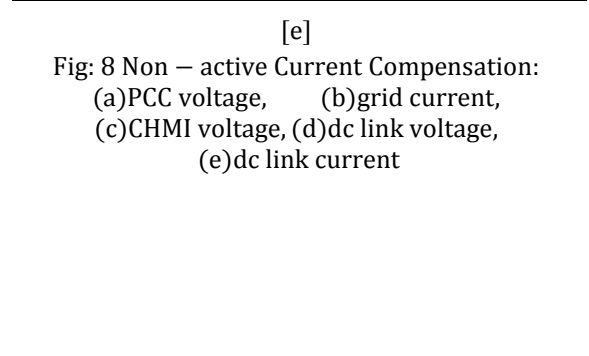 [e]
Fig: 8 Non − active Current Compensation:
(a)PCC voltage, (b)grid current,
(c)CHMI voltage, (d)dc link voltage,
(e)dc link current